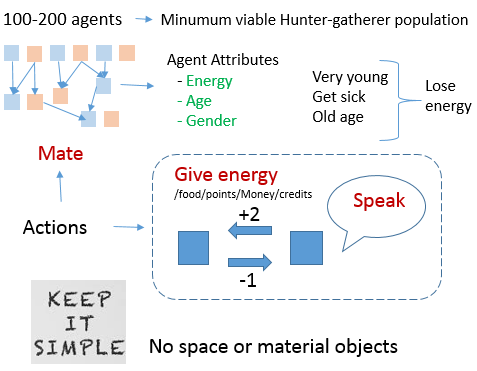 100-200 agents
Minumum viable Hunter-gatherer population
Agent Attributes
- Energy
- Age
- Gender
Very young
Get sick
Old age
Lose
energy
Mate
Give energy
/food/points/Money/credits
Speak
+2
-1
Actions
KEEP
IT
SIMPLE
No space or material objects